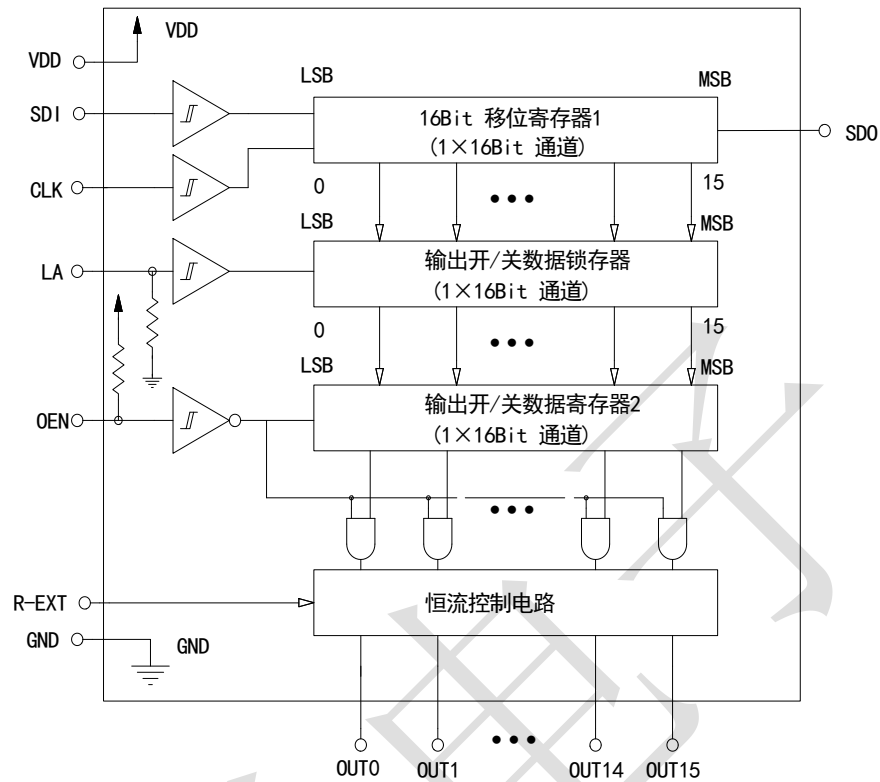 VDD
VDD
LSB
MSB
SDI
16Bit 移位寄存器1
(1×16Bit 通道)
SDO
CLK
0
15
LSB
MSB
LA
输出开/关数据锁存器
(1×16Bit 通道)
0
15
LSB
MSB
OEN
输出开/关数据寄存器2
(1×16Bit 通道)
R-EXT
恒流控制电路
GND
GND
OUT0
OUT1
OUT14
OUT15